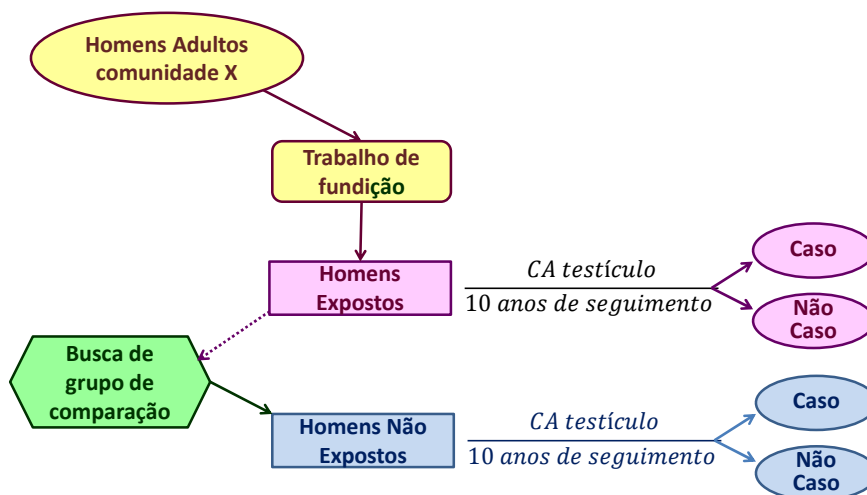 Homens Adultos
comunidade X
Trabalho de
fundição
Homens
Expostos
CA testículo
10 anos de seguimento
Caso
Não
Caso
Busca de
grupo de
comparação
Homens Não
Expostos
CA testículo
10 anos de seguimento
Caso
Não
Caso